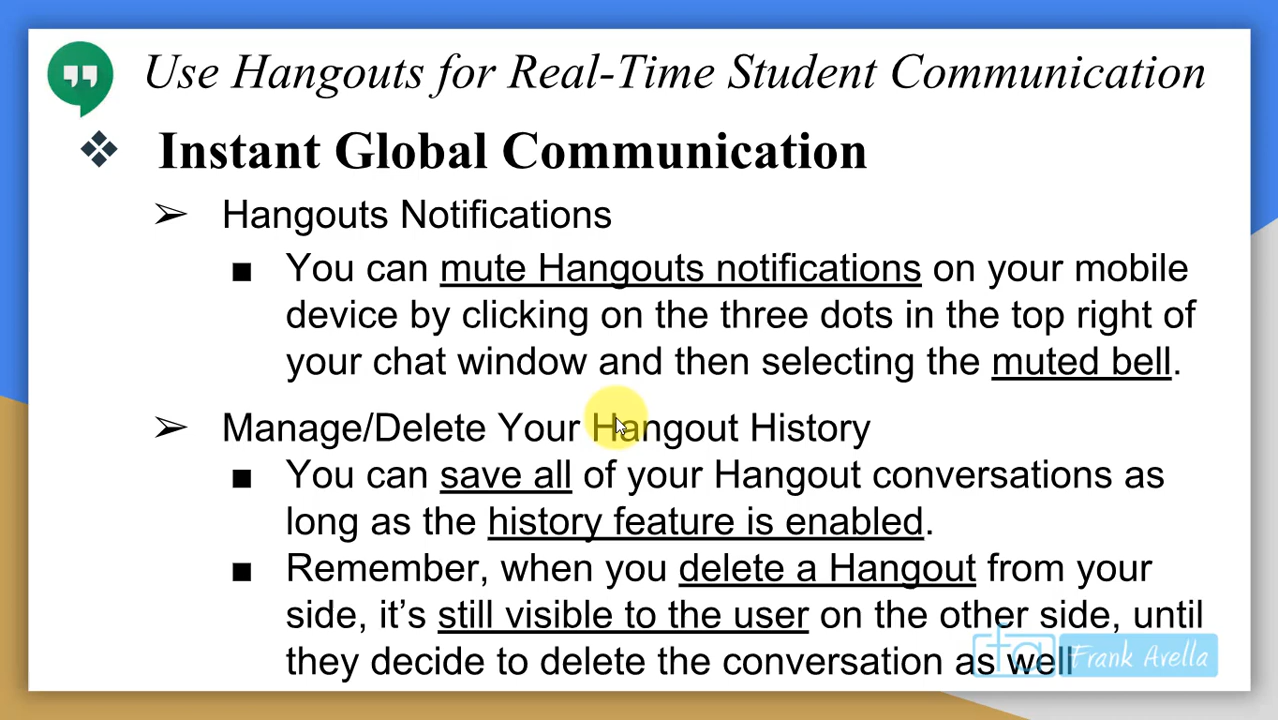 Use Hangouts for Real-Time Student Communication
❖ Instant Global Communication
➢ Hangouts Notifications
■ You can mute Hangouts notifications on your mobile
device by clicking on the three dots in the top right of
your chat window and then selecting the muted bell.
➢ Manage/Delete Your Hangout History
■ You can save all of your Hangout conversations as
long as the history feature is enabled.
■ Remember, when you delete a Hangout from your
side, it’s still visible to the user on the other side, until
they decide to delete the conversation as well
fa Frank Avella